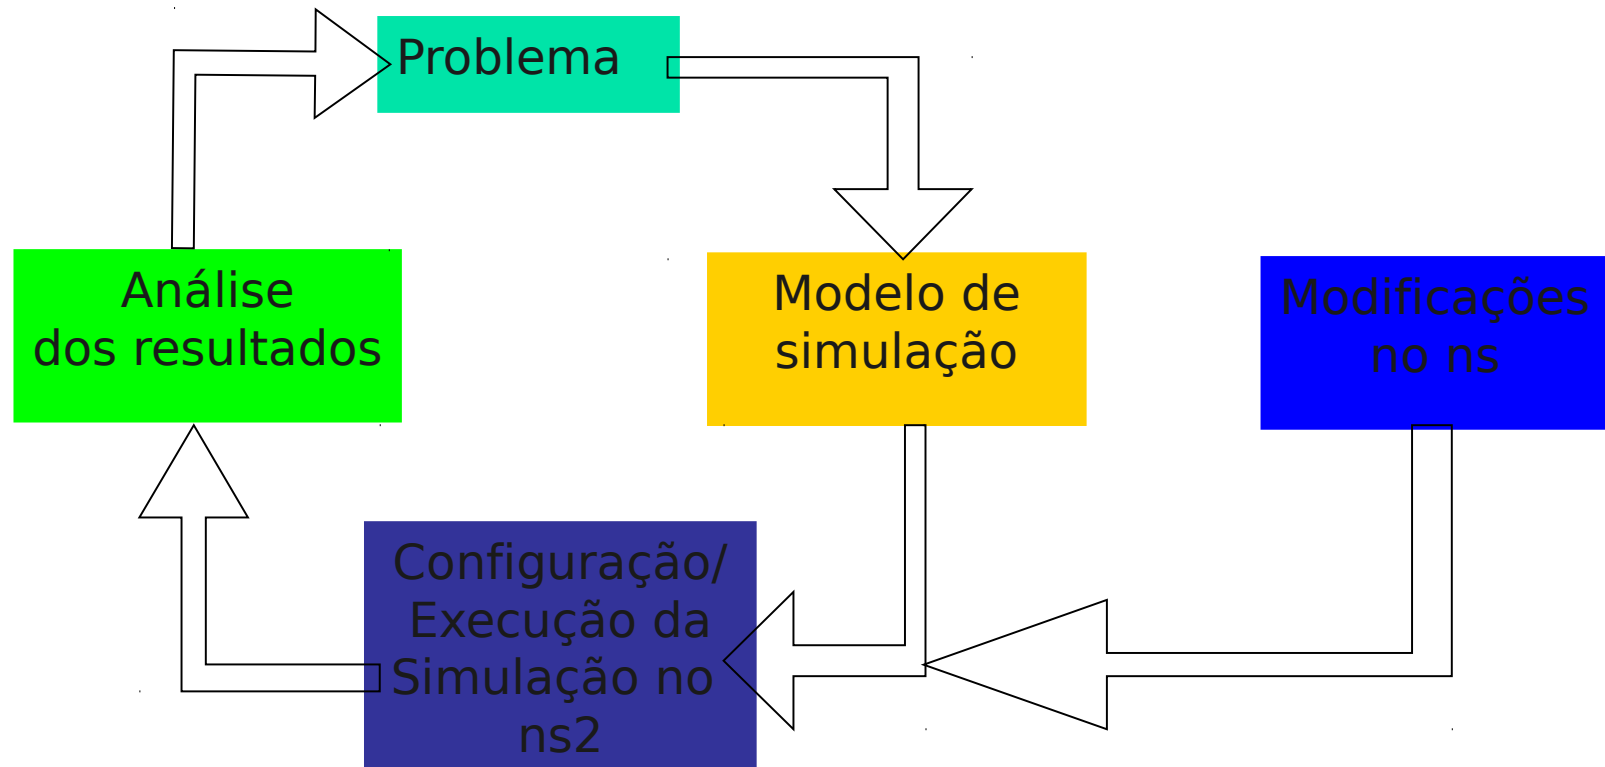 Problema
Análise
dos resultados
Modelo de
simulação
Modificações
no ns
Configuração/
Execução da
Simulação no
ns2